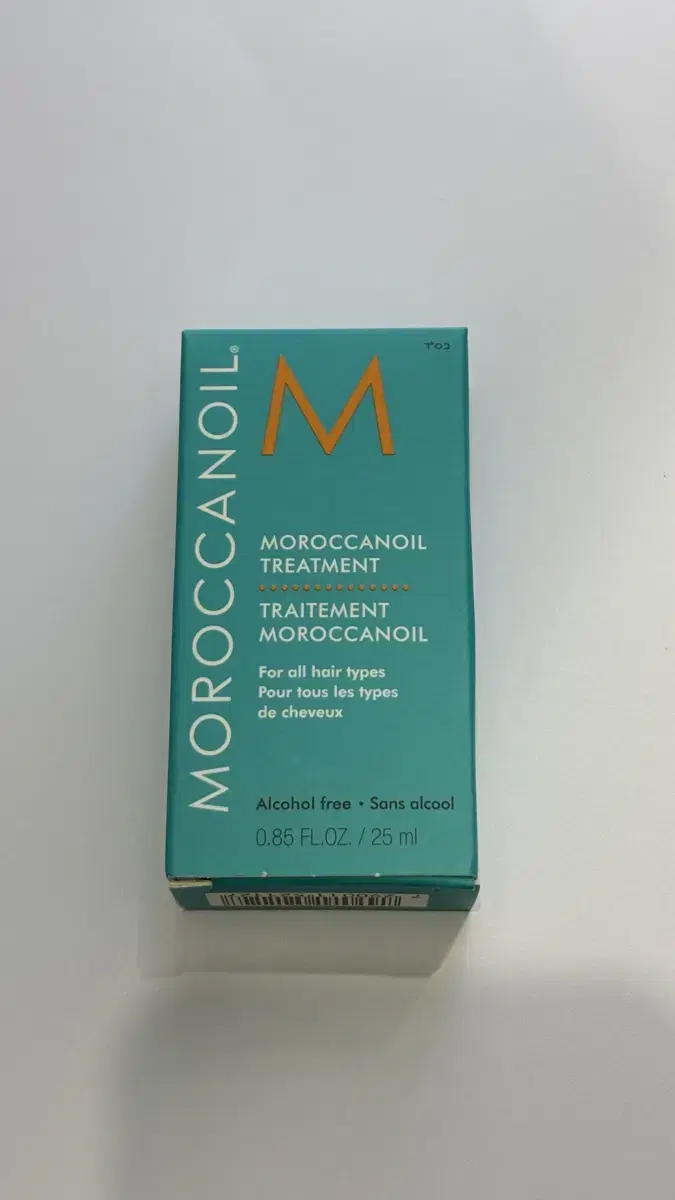 MOROCCANOIL®
M
MOROCCANOIL
TREATMENT
TRAITEMENT
MOROCCANOIL
For all hair types
Pour tous les types
de cheveux
Alcohol free • Sans alcool
0.85 FL.OZ. / 25 ml